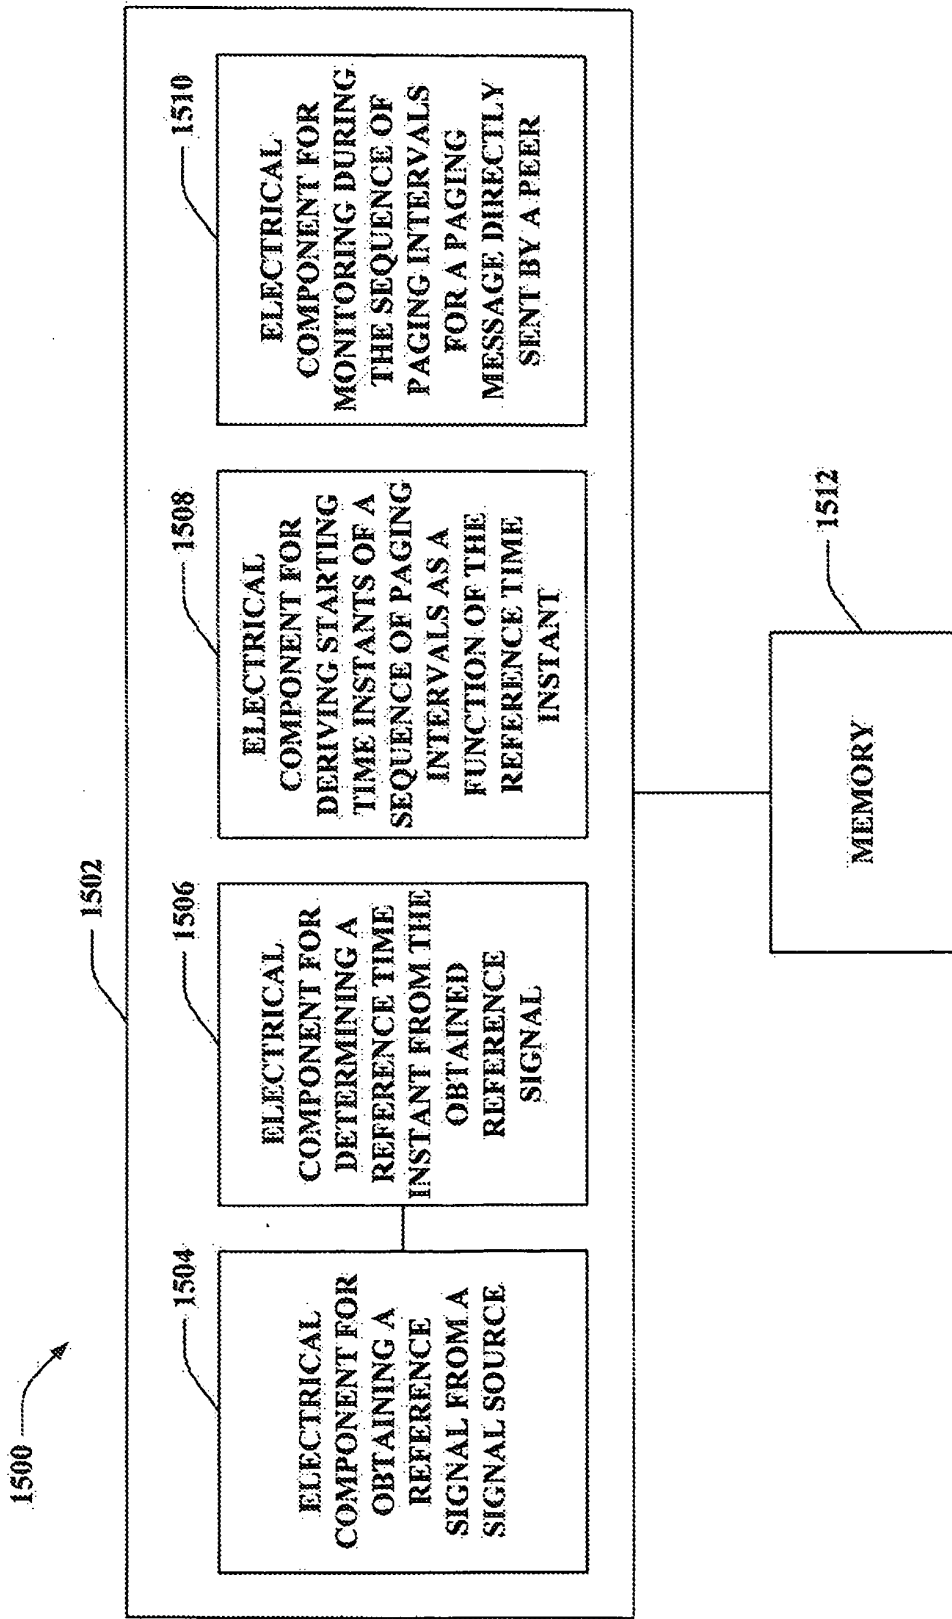 1500
1502
1504
ELECTRICAL
COMPONENT FOR
OBTAINING A
REFERENCE
SIGNAL FROM A
SIGNAL SOURCE
1506
ELECTRICAL
COMPONENT FOR
DETERMINING A
REFERENCE TIME
INSTANT FROM THE
OBTAINED
REFERENCE
SIGNAL
1508
ELECTRICAL
COMPONENT FOR
DERIVING STARTING
TIME INSTANTS OF A
SEQUENCE OF PAGING
INTERVALS AS A
FUNCTION OF THE
REFERENCE TIME
INSTANT
1510
ELECTRICAL
COMPONENT FOR
MONITORING DURING
THE SEQUENCE OF
PAGING INTERVALS
FOR A PAGING
MESSAGE DIRECTLY
SENT BY A PEER
1512
MEMORY